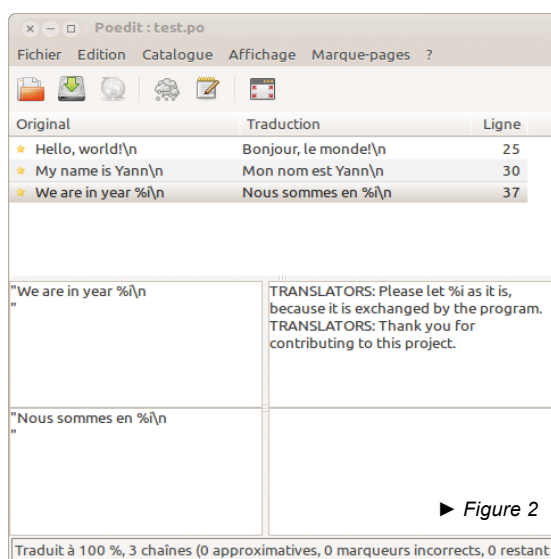 Poedit : test.po
Fichier Edition Catalogue Affichage Marque-pages ?
Original Traduction Ligne
Hello, world!\n Bonjour, le monde!\n 25
My name is Yann\n Mon nom est Yann\n 30
We are in year %i\n Nous sommes en %i\n 37
"We are in year %i\n
"
TRANSLATORS: Please let %i as it is,
because it is exchanged by the program.
TRANSLATORS: Thank you for
contributing to this project.
"Nous sommes en %i\n
"
► Figure 2
Traduit à 100 %, 3 chaînes (0 approximatives, 0 marqueurs incorrects, 0 restant